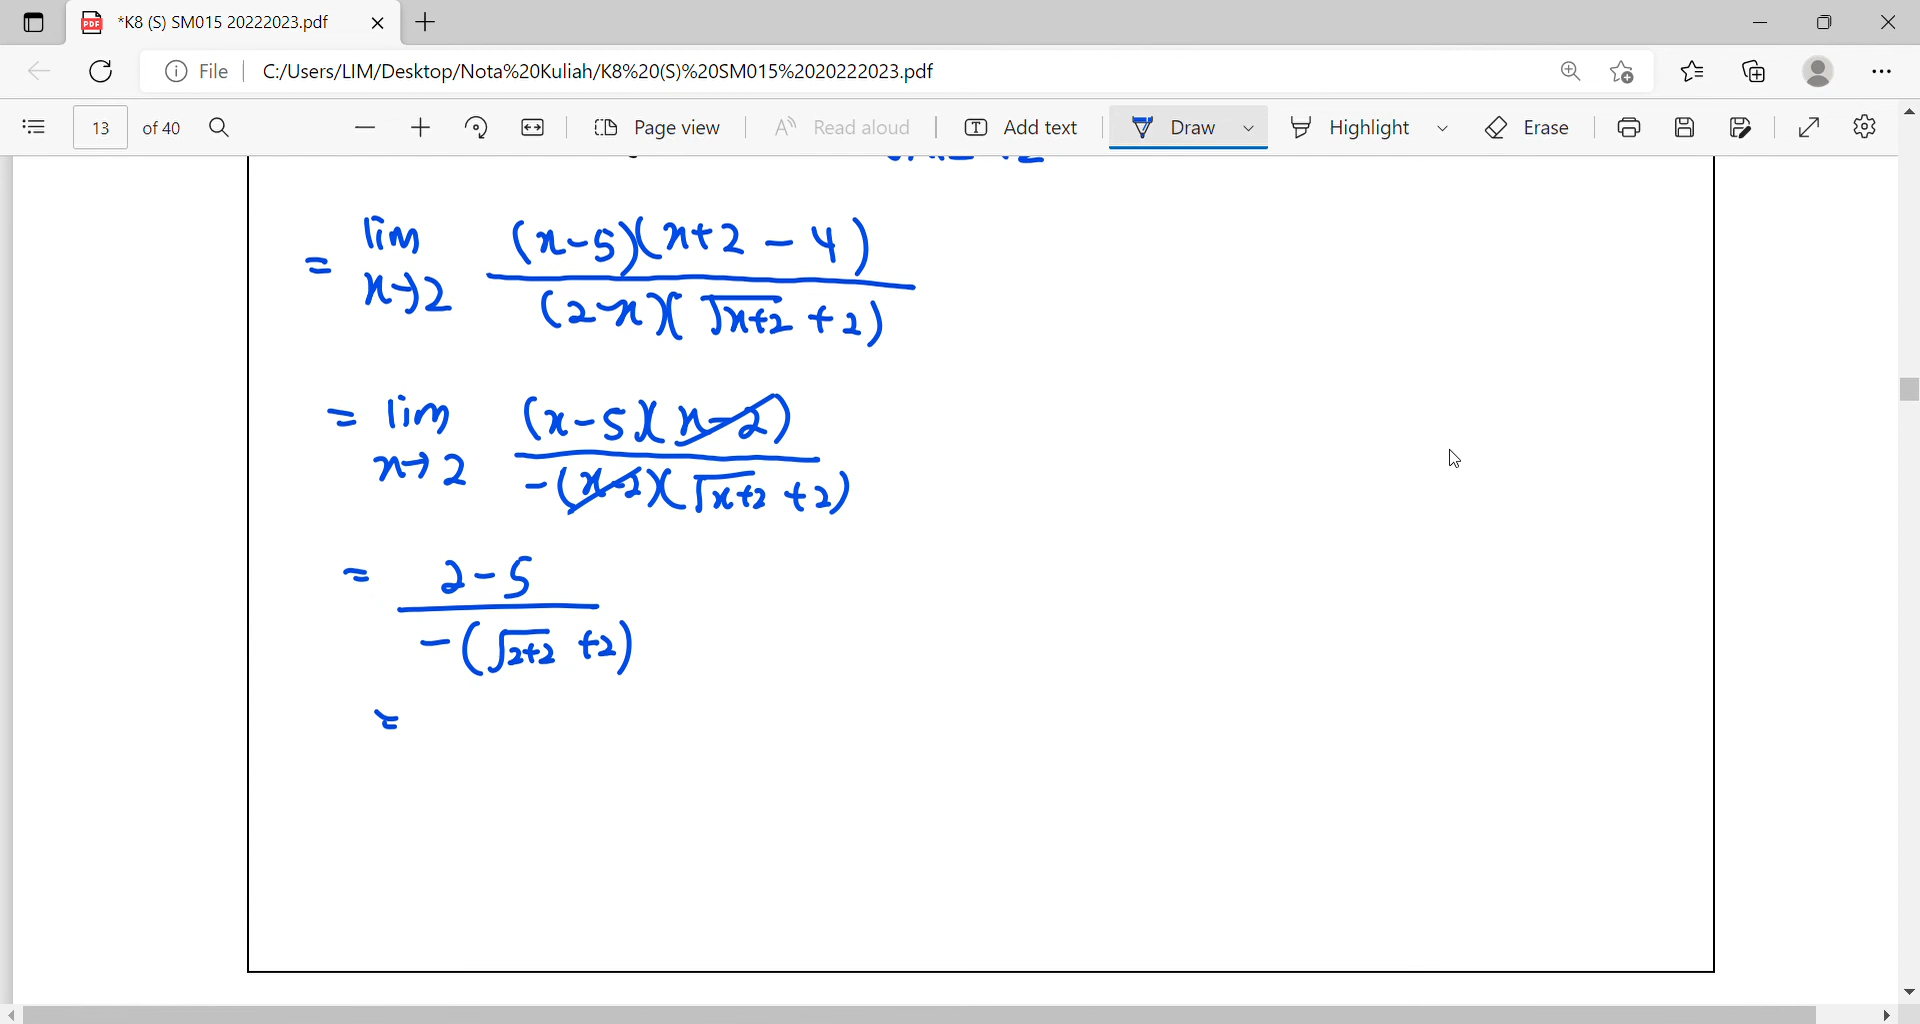 *K8 (S) SM015 20222023.pdf
File C:/Users/LIM/Desktop/Nota%20Kuliah/K8%20(S)%20SM015%2020222023.pdf
13 of 40 Page view Read aloud Add text Draw Highlight Erase
= lim x→2 (x-5)(x+2-4) / (2-x)(√x+2 +2)
= lim x→2 (x-5)(x-2) / -(x-2)(√x+2 +2)
= 2-5 / -(√2+2 +2)
=